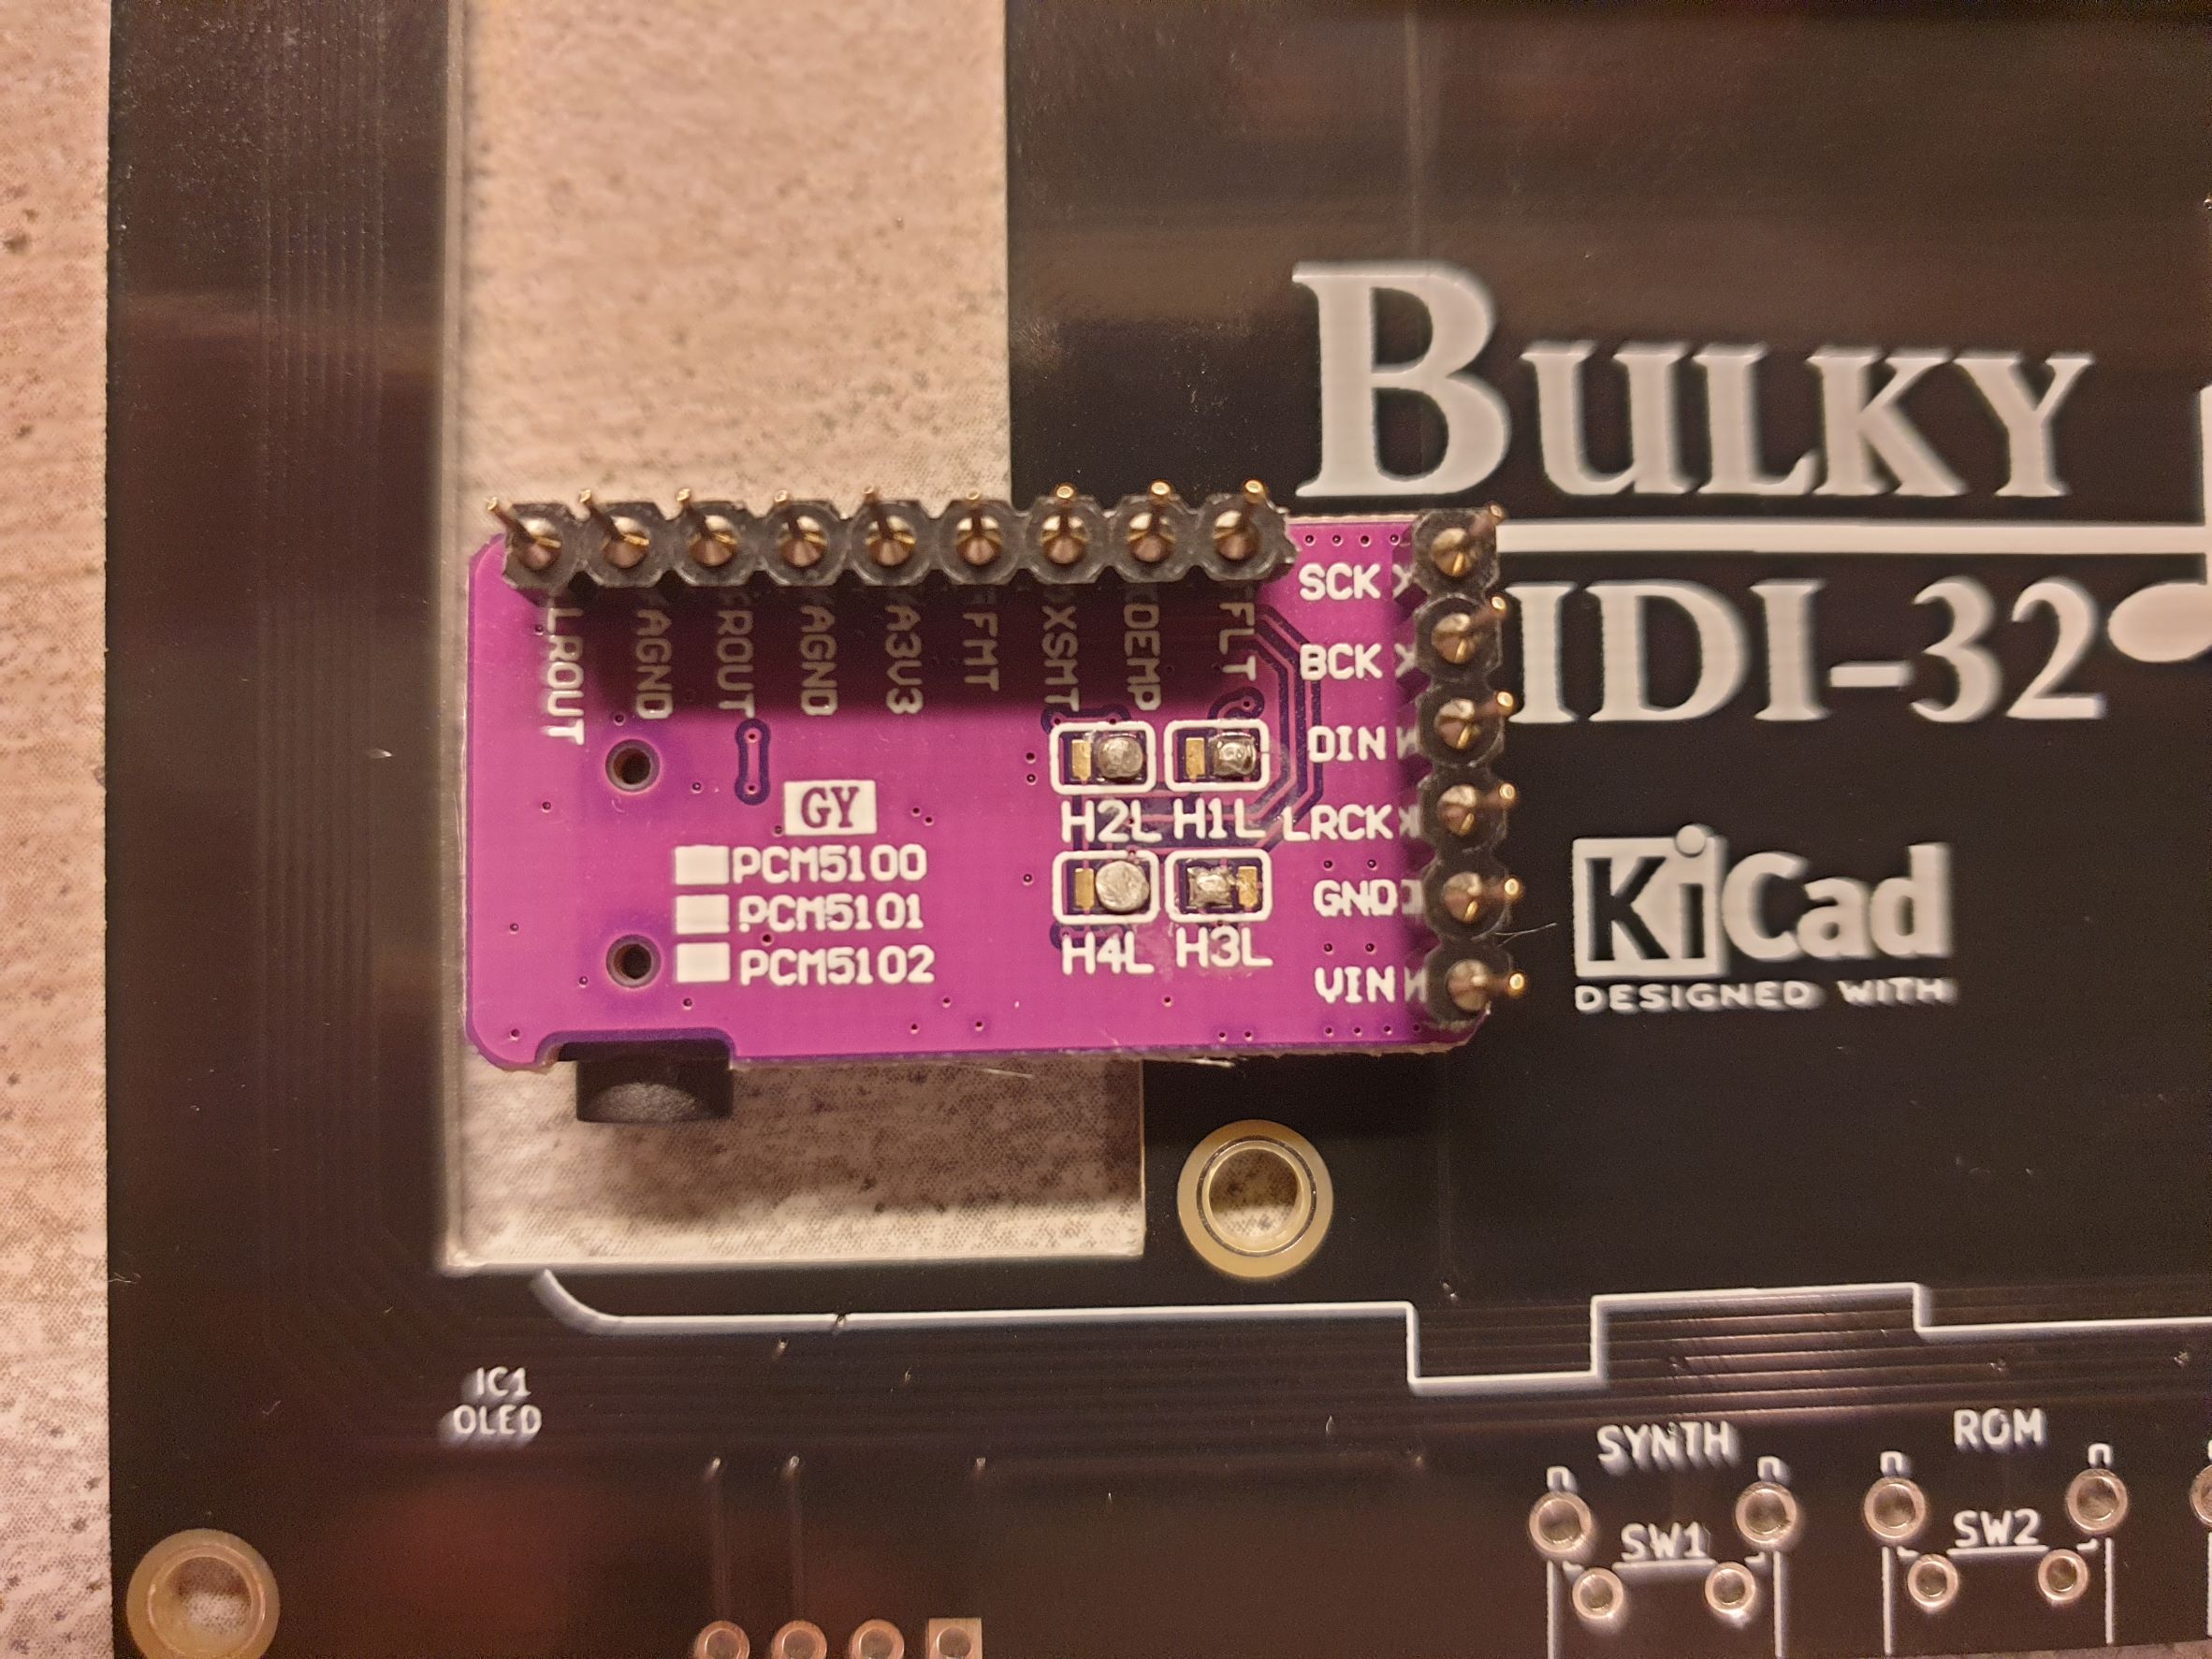 BULKY
IDI-32
SCK
BCK
DIN
LRCK
GND
VIN
LROUT
AGND
ROUT
AGND
A3V3
FMT
XSMT
DEMP
FLT
H2L H1L
H4L H3L
GY
PCM5100
PCM5101
PCM5102
KiCad
DESIGNED WITH
IC1
OLED
SYNTH
SW1
ROM
SW2